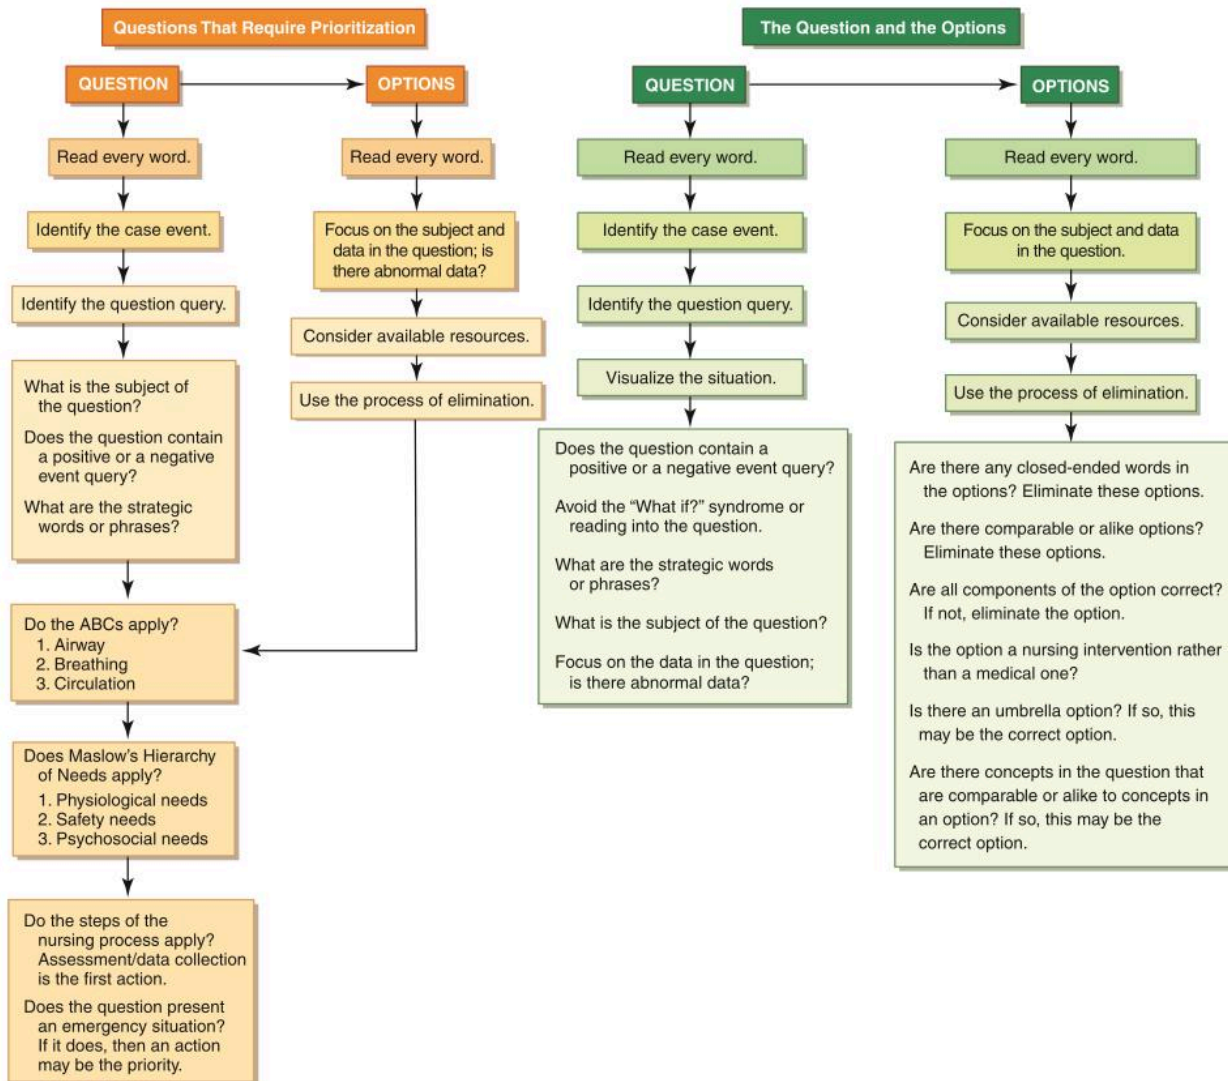 Questions That Require Prioritization
QUESTION
OPTIONS
Read every word.
Identify the case event.
Identify the question query.
What is the subject of
the question?
Does the question contain
a positive or a negative
event query?
What are the strategic
words or phrases?
Read every word.
Focus on the subject and
data in the question; is
there abnormal data?
Consider available resources.
Use the process of elimination.
Do the ABCs apply?
1. Airway
2. Breathing
3. Circulation
Does Maslow's Hierarchy
of Needs apply?
1. Physiological needs
2. Safety needs
3. Psychosocial needs
Do the steps of the
nursing process apply?
Assessment/data collection
is the first action.
Does the question present
an emergency situation?
If it does, then an action
may be the priority.
The Question and the Options
QUESTION
OPTIONS
Read every word.
Identify the case event.
Identify the question query.
Visualize the situation.
Does the question contain a
positive or a negative event query?
Avoid the “What if?” syndrome or
reading into the question.
What are the strategic words
or phrases?
What is the subject of the question?
Focus on the data in the question;
is there abnormal data?
Read every word.
Focus on the subject and data
in the question.
Consider available resources.
Use the process of elimination.
Are there any closed-ended words in
the options? Eliminate these options.
Are there comparable or alike options?
Eliminate these options.
Are all components of the option correct?
If not, eliminate the option.
Is the option a nursing intervention rather
than a medical one?
Is there an umbrella option? If so, this
may be the correct option.
Are there concepts in the question that
are comparable or alike to concepts in
an option? If so, this may be the
correct option.